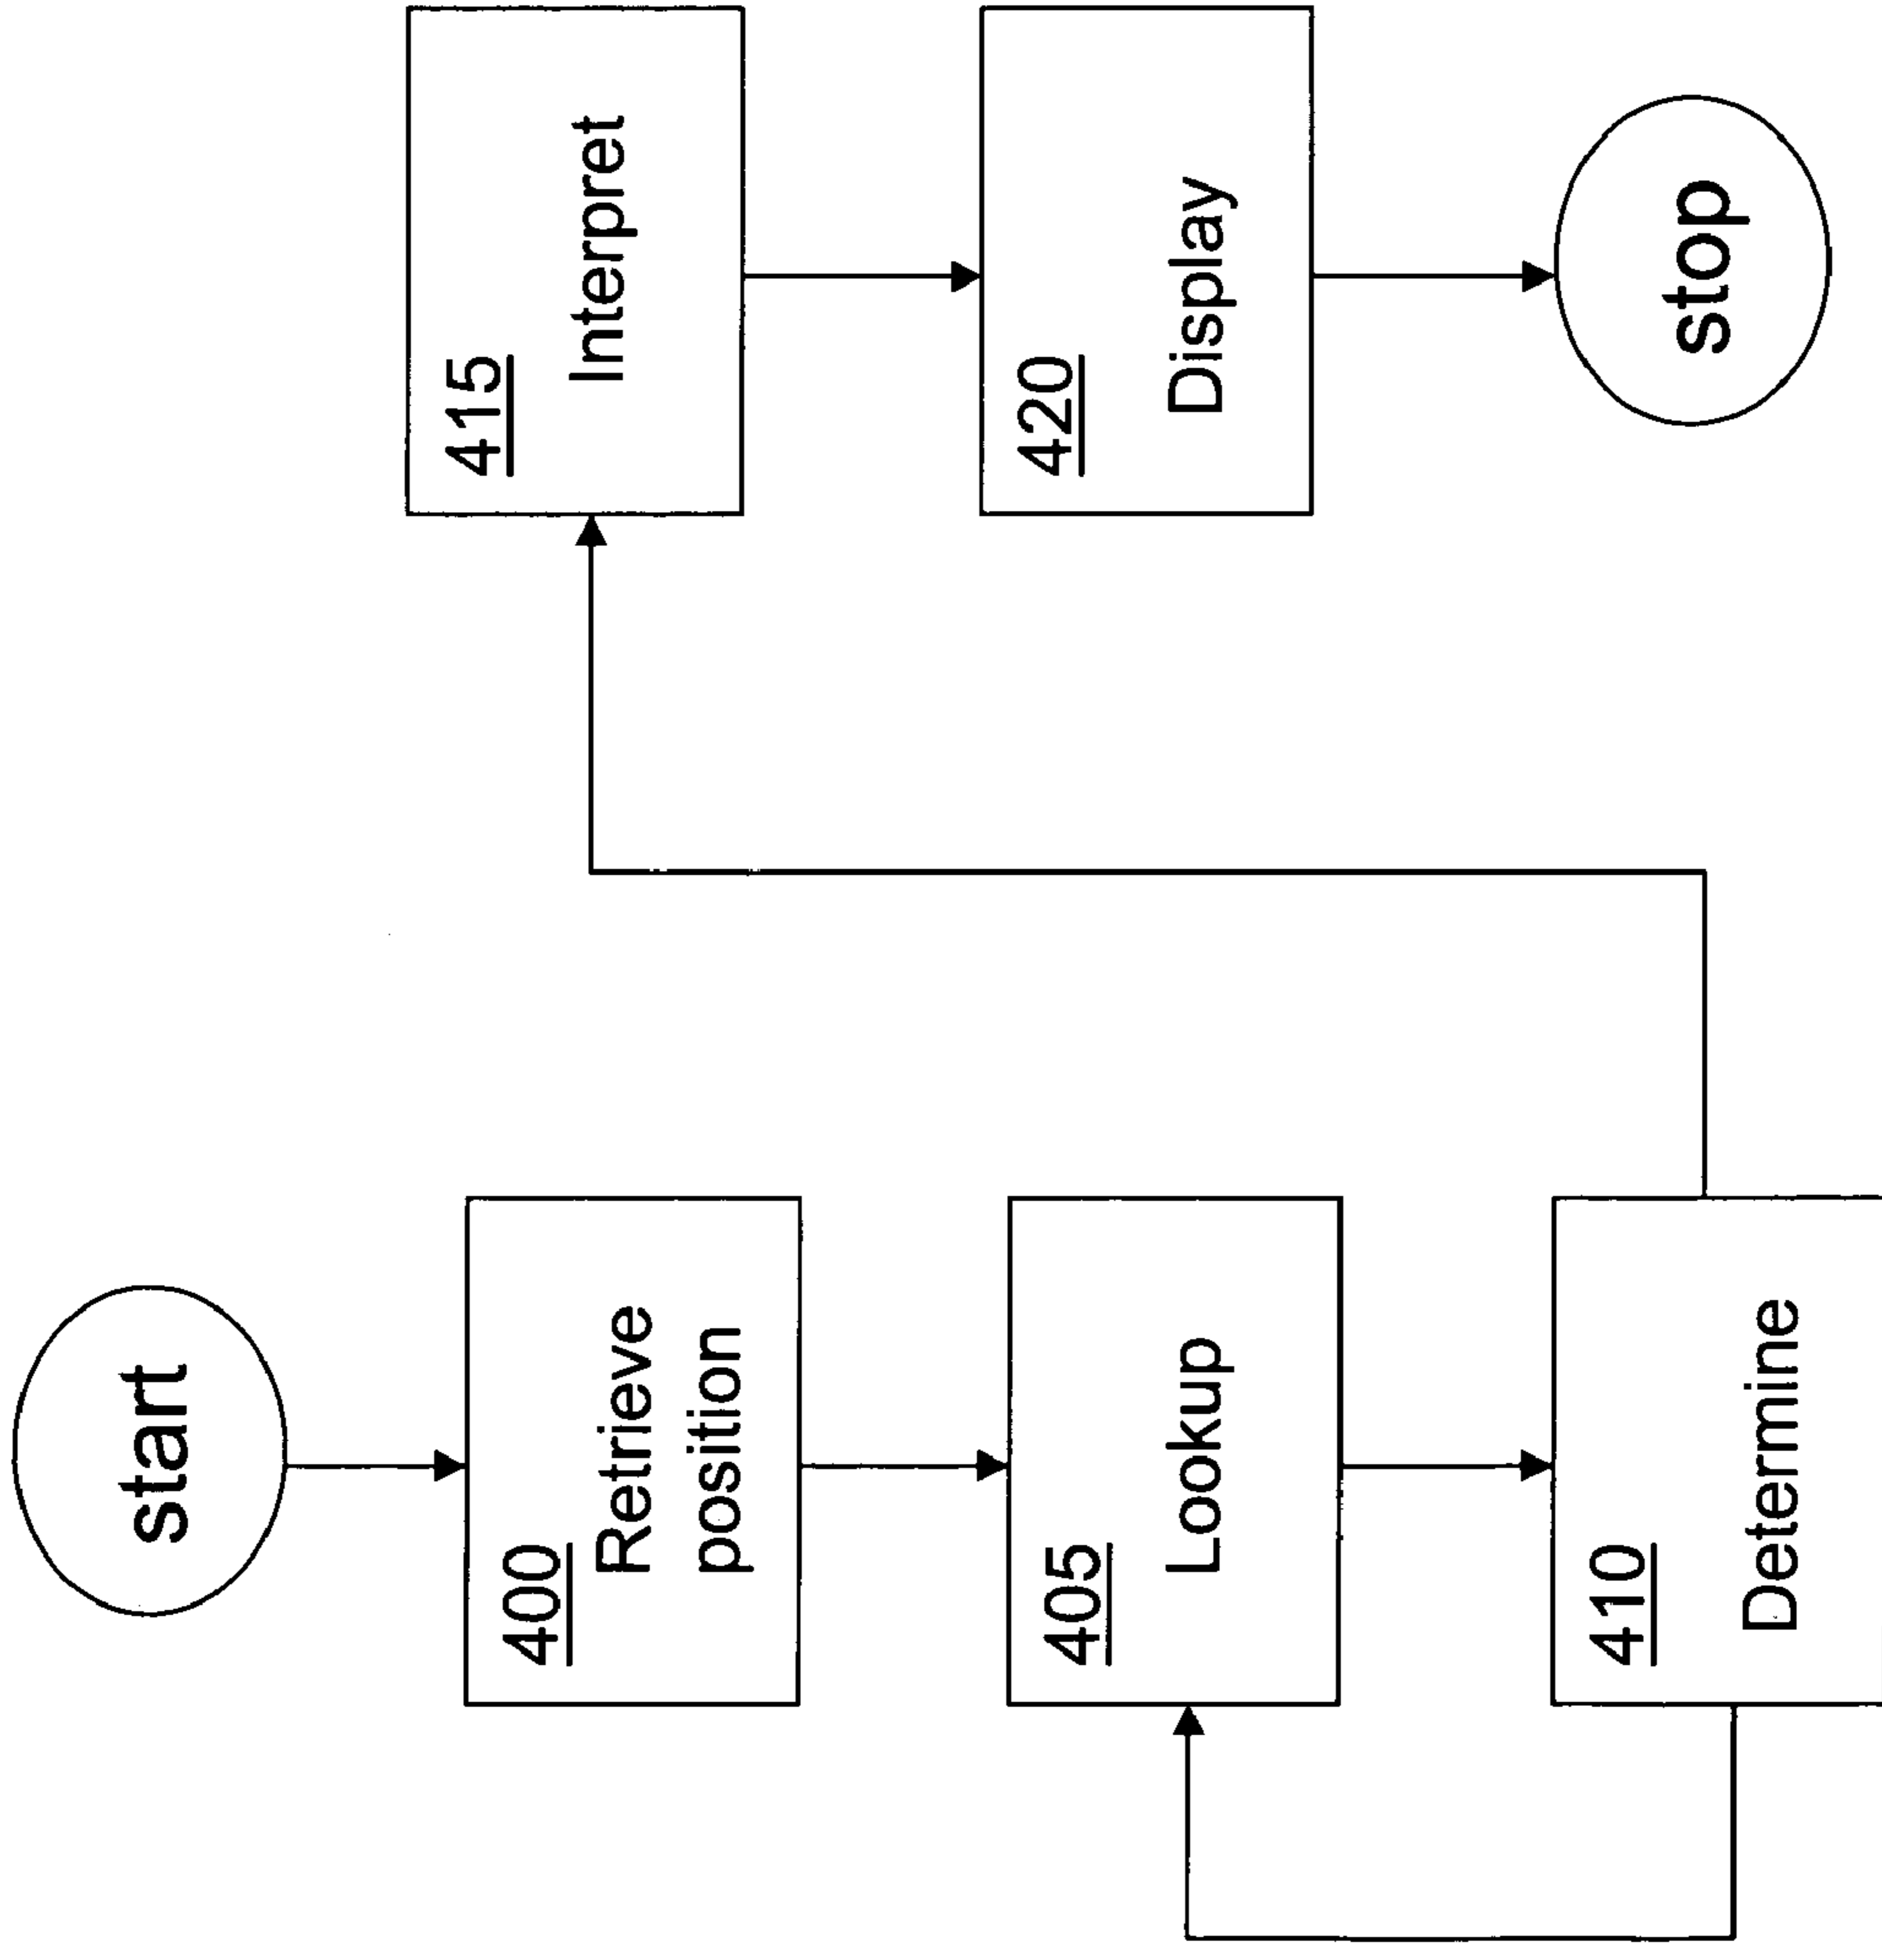 start
400
Retrieve
position
405
Lookup
410
Determine
415
Interpret
420
Display
stop